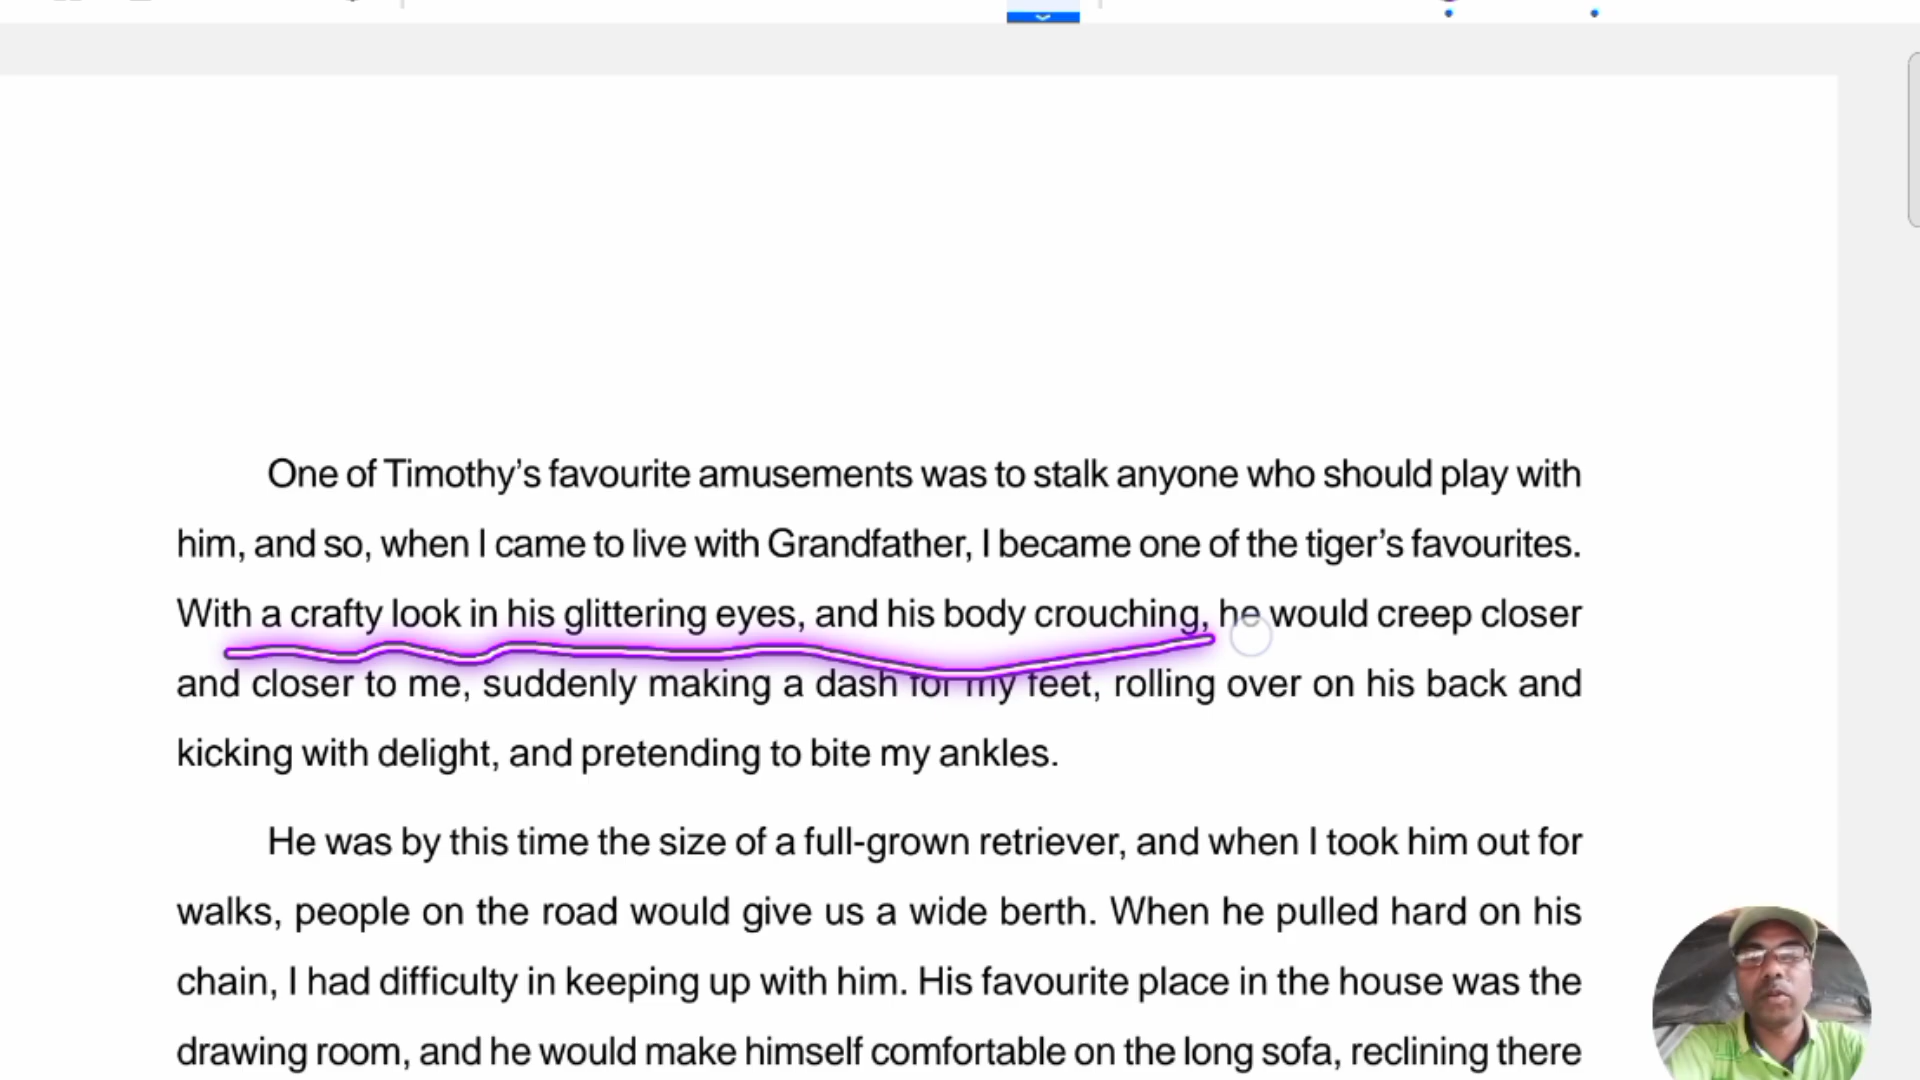 One of Timothy’s favourite amusements was to stalk anyone who should play with
him, and so, when I came to live with Grandfather, I became one of the tiger’s favourites.
With a crafty look in his glittering eyes, and his body crouching, he would creep closer
and closer to me, suddenly making a dash for my feet, rolling over on his back and
kicking with delight, and pretending to bite my ankles.
He was by this time the size of a full-grown retriever, and when I took him out for
walks, people on the road would give us a wide berth. When he pulled hard on his
chain, I had difficulty in keeping up with him. His favourite place in the house was the
drawing room, and he would make himself comfortable on the long sofa, reclining there